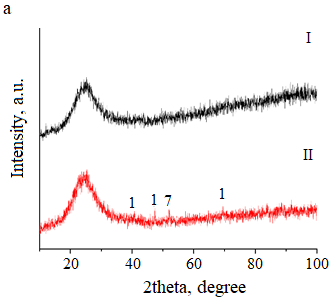 a
I
Intensity, a.u.
II
1 1 7 1
20 40 60 80 100
2theta, degree